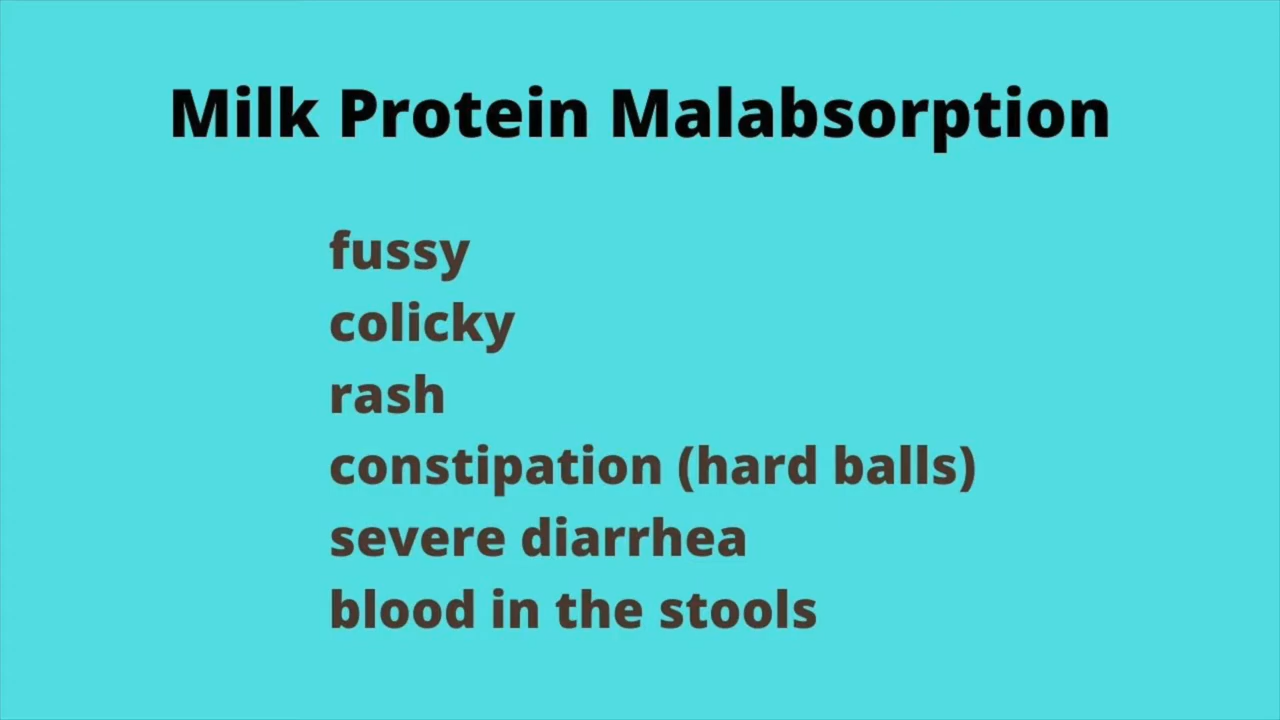 Milk Protein Malabsorption
fussy
colicky
rash
constipation (hard balls)
severe diarrhea
blood in the stools